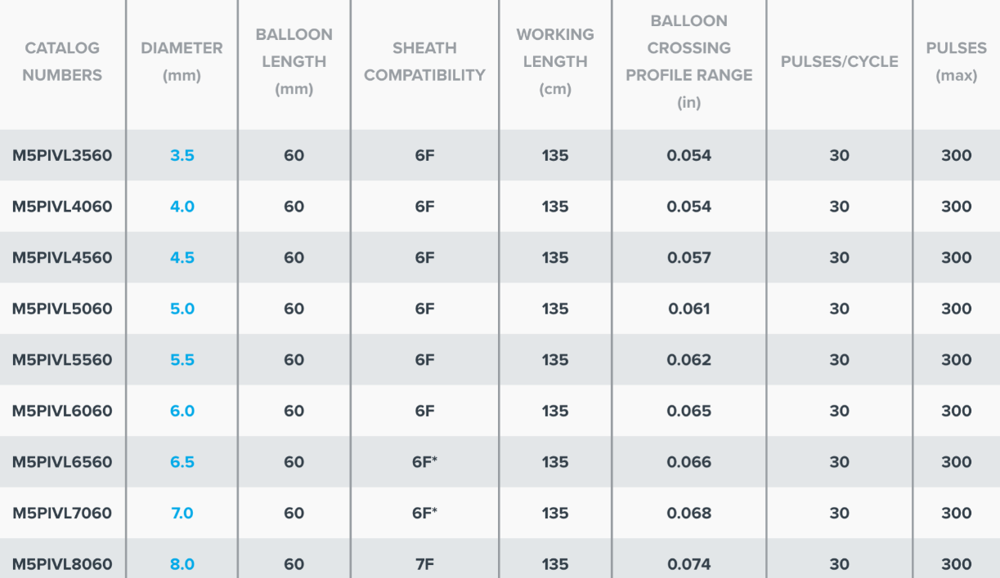 CATALOG NUMBERS DIAMETER (mm) BALLOON LENGTH (mm) SHEATH COMPATIBILITY WORKING LENGTH (cm) BALLOON CROSSING PROFILE RANGE (in) PULSES/CYCLE PULSES (max)
M5PIVL3560 3.5 60 6F 135 0.054 30 300
M5PIVL4060 4.0 60 6F 135 0.054 30 300
M5PIVL4560 4.5 60 6F 135 0.057 30 300
M5PIVL5060 5.0 60 6F 135 0.061 30 300
M5PIVL5560 5.5 60 6F 135 0.062 30 300
M5PIVL6060 6.0 60 6F 135 0.065 30 300
M5PIVL6560 6.5 60 6F* 135 0.066 30 300
M5PIVL7060 7.0 60 6F* 135 0.068 30 300
M5PIVL8060 8.0 60 7F 135 0.074 30 300